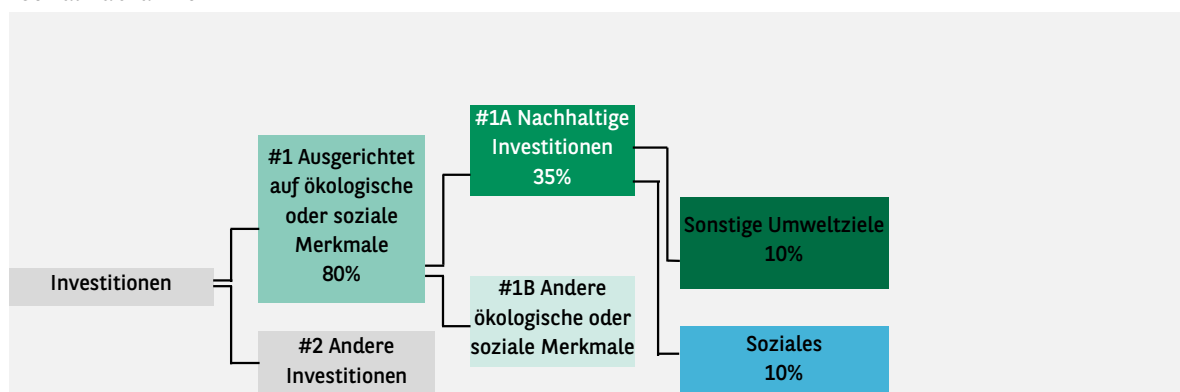 #1A Nachhaltige
Investitionen
35%
#1 Ausgerichtet
auf ökologische
oder soziale
Merkmale
80%
Sonstige Umweltziele
10%
Investitionen
#1B Andere
ökologische oder
soziale Merkmale
#2 Andere
Investitionen
Soziales
10%